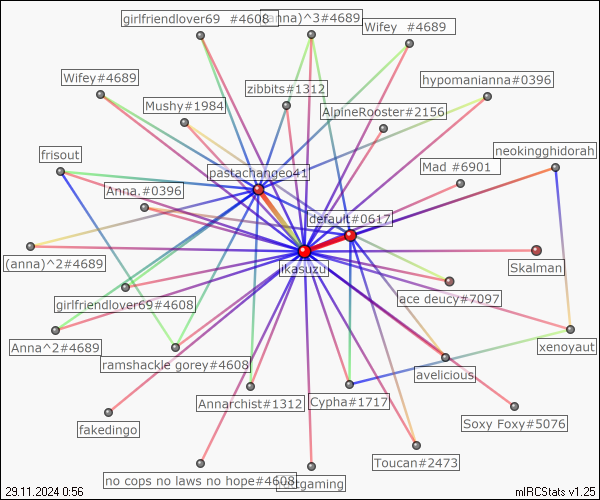 girlfriendlover69 #4608
(anna)^3#4689
Wifey #4689
Wifey#4689
zibbits#1312
hypomanianna#0396
Mushy#1984
AlpineRooster#2156
frisout
neokingghidorah
pastachangeo41
Mad #6901
Anna.#0396
default#0617
(anna)^2#4689
ikasuzu
Skalman
girlfriendlover69#4608
ace deucy#7097
Anna^2#4689
ramshackle gorey#4608
xenoyaut
avelicious
Annarchist#1312
Cypha#1717
fakedingo
Soxy Foxy#5076
no cops no laws no hope#4608
Toucan#2473
29.11.2024 0:56
mIRCStats v1.25